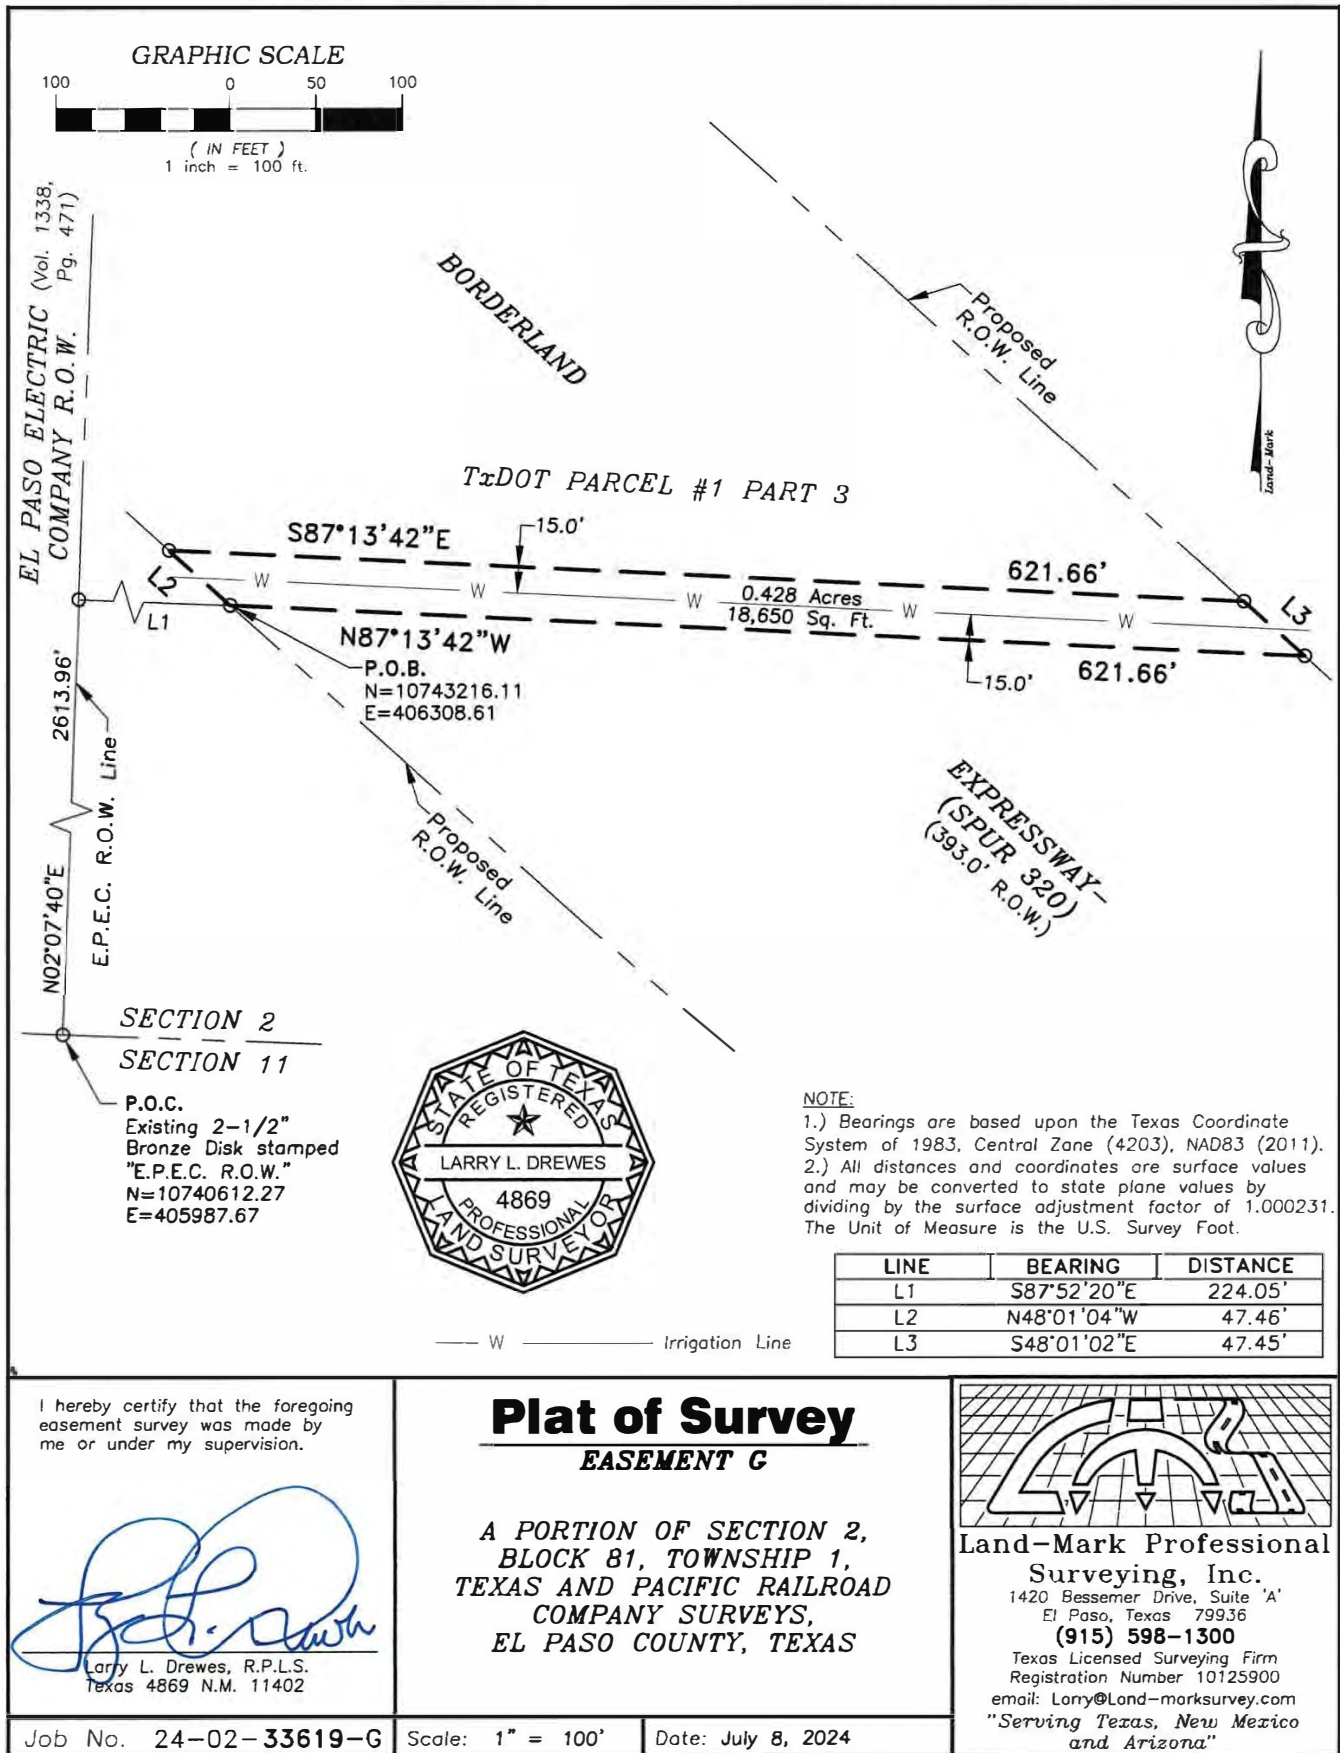 GRAPHIC SCALE
100 0 50 100
( IN FEET )
1 inch = 100 ft.
EL PASO ELECTRIC (Vol. 1338,
COMPANY R.O.W. Pg. 471)
BORDERLAND
Proposed
R.O.W. Line
Land-Mark
TxDOT PARCEL #1 PART 3
S87°13'42"E
15.0'
621.66'
L2
W W W W W
0.428 Acres
18,650 Sq. Ft.
L3
L1
N87°13'42"W
621.66'
15.0'
P.O.B.
N=10743216.11
E=406308.61
2613.96'
E.P.E.C. R.O.W. Line
N02°07'40"E
Proposed
R.O.W. Line
EXPRESSWAY-
(SPUR 320)
(393.0' R.O.W.)
SECTION 2
SECTION 11
P.O.C.
Existing 2-1/2"
Bronze Disk stamped
"E.P.E.C. R.O.W."
N=10740612.27
E=405987.67
STATE OF TEXAS
REGISTERED
LARRY L. DREWES
4869
PROFESSIONAL
LAND SURVEYOR
NOTE:
1.) Bearings are based upon the Texas Coordinate
System of 1983, Central Zone (4203), NAD83 (2011).
2.) All distances and coordinates are surface values
and may be converted to state plane values by
dividing by the surface adjustment factor of 1.000231.
The Unit of Measure is the U.S. Survey Foot.
LINE BEARING DISTANCE
L1 S87°52'20"E 224.05'
L2 N48°01'04"W 47.46'
L3 S48°01'02"E 47.45'
W Irrigation Line
I hereby certify that the foregoing
easement survey was made by
me or under my supervision.
Larry L. Drewes, R.P.L.S.
Texas 4869 N.M. 11402
Plat of Survey
EASEMENT G
A PORTION OF SECTION 2,
BLOCK 81, TOWNSHIP 1,
TEXAS AND PACIFIC RAILROAD
COMPANY SURVEYS,
EL PASO COUNTY, TEXAS
Land-Mark Professional
Surveying, Inc.
1420 Bessemer Drive, Suite 'A'
El Paso, Texas 79936
(915) 598-1300
Texas Licensed Surveying Firm
Registration Number 10125900
email: Larry@Land-marksurvey.com
"Serving Texas, New Mexico
and Arizona"
Job No. 24-02-33619-G
Scale: 1" = 100'
Date: July 8, 2024